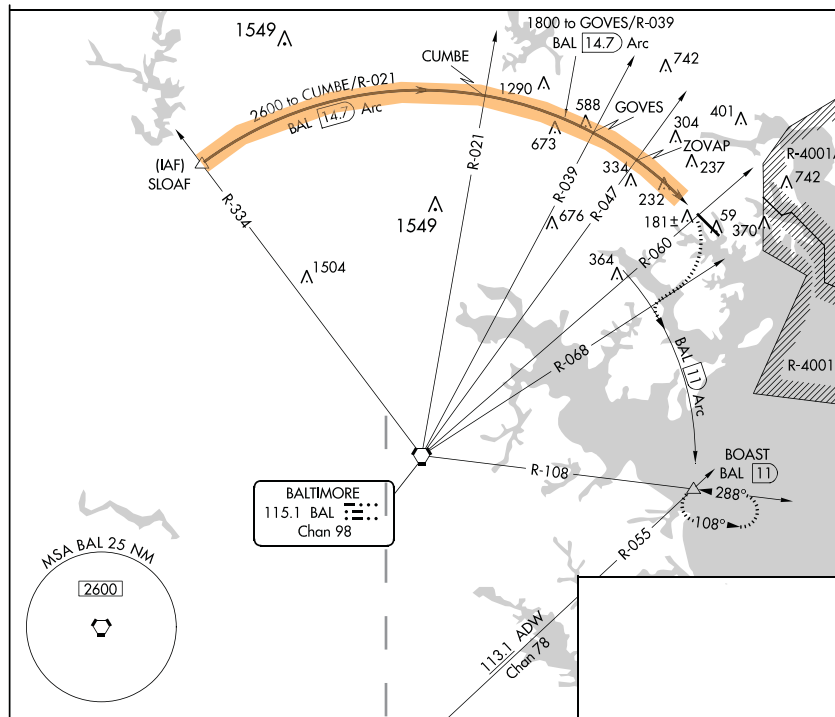 1800 to GOVES/R-039
BAL 14.7 Arc
1549
CUMBE
742
2600 to CUMBE/R-021
BAL 14.7 Arc
1290
588
GOVES
401
673
304
ZOVAP
R-021
(IAF)
SLOAF
R-334
R-039
R-047
334
237
232
R-4001A
742
1549
676
181±
59
370
R-060
364
1504
R-068
BAL 11 Arc
R-4001
BOAST
BAL 11
R-108
288°
108°
BALTIMORE
115.1 BAL
Chan 98
R-055
MSA BAL 25 NM
2600
113.1 ADW
Chan 78